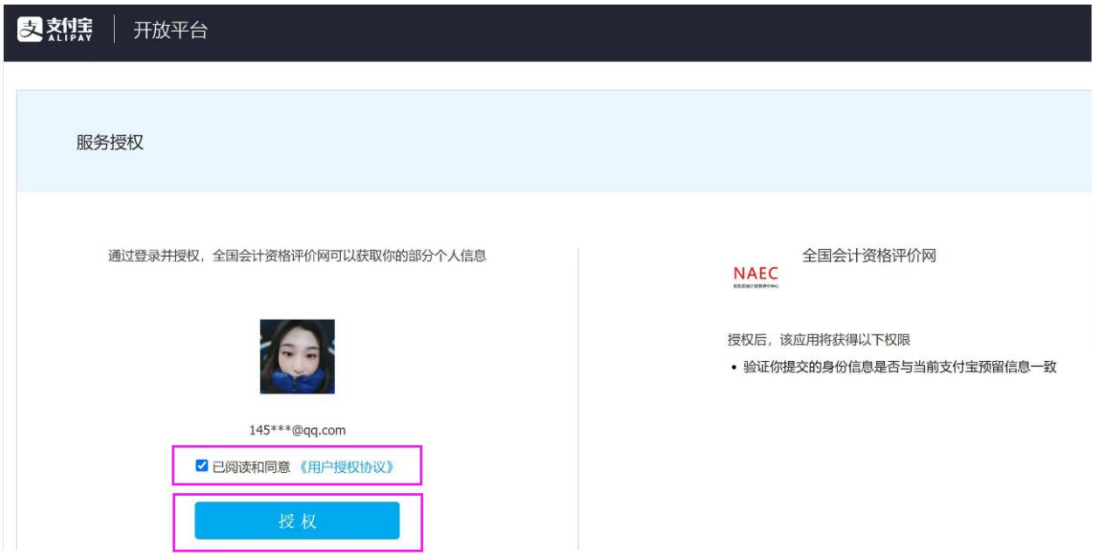 支 支付宝 开放平台
ALIPAY
服务授权
通过登录并授权，全国会计资格评价网可以获取你的部分个人信息
145***@qq.com
已阅读和同意 《用户授权协议》
授 权
全国会计资格评价网
NAEC
授权后，该应用将获得以下权限
• 验证你提交的身份信息是否与当前支付宝预留信息一致